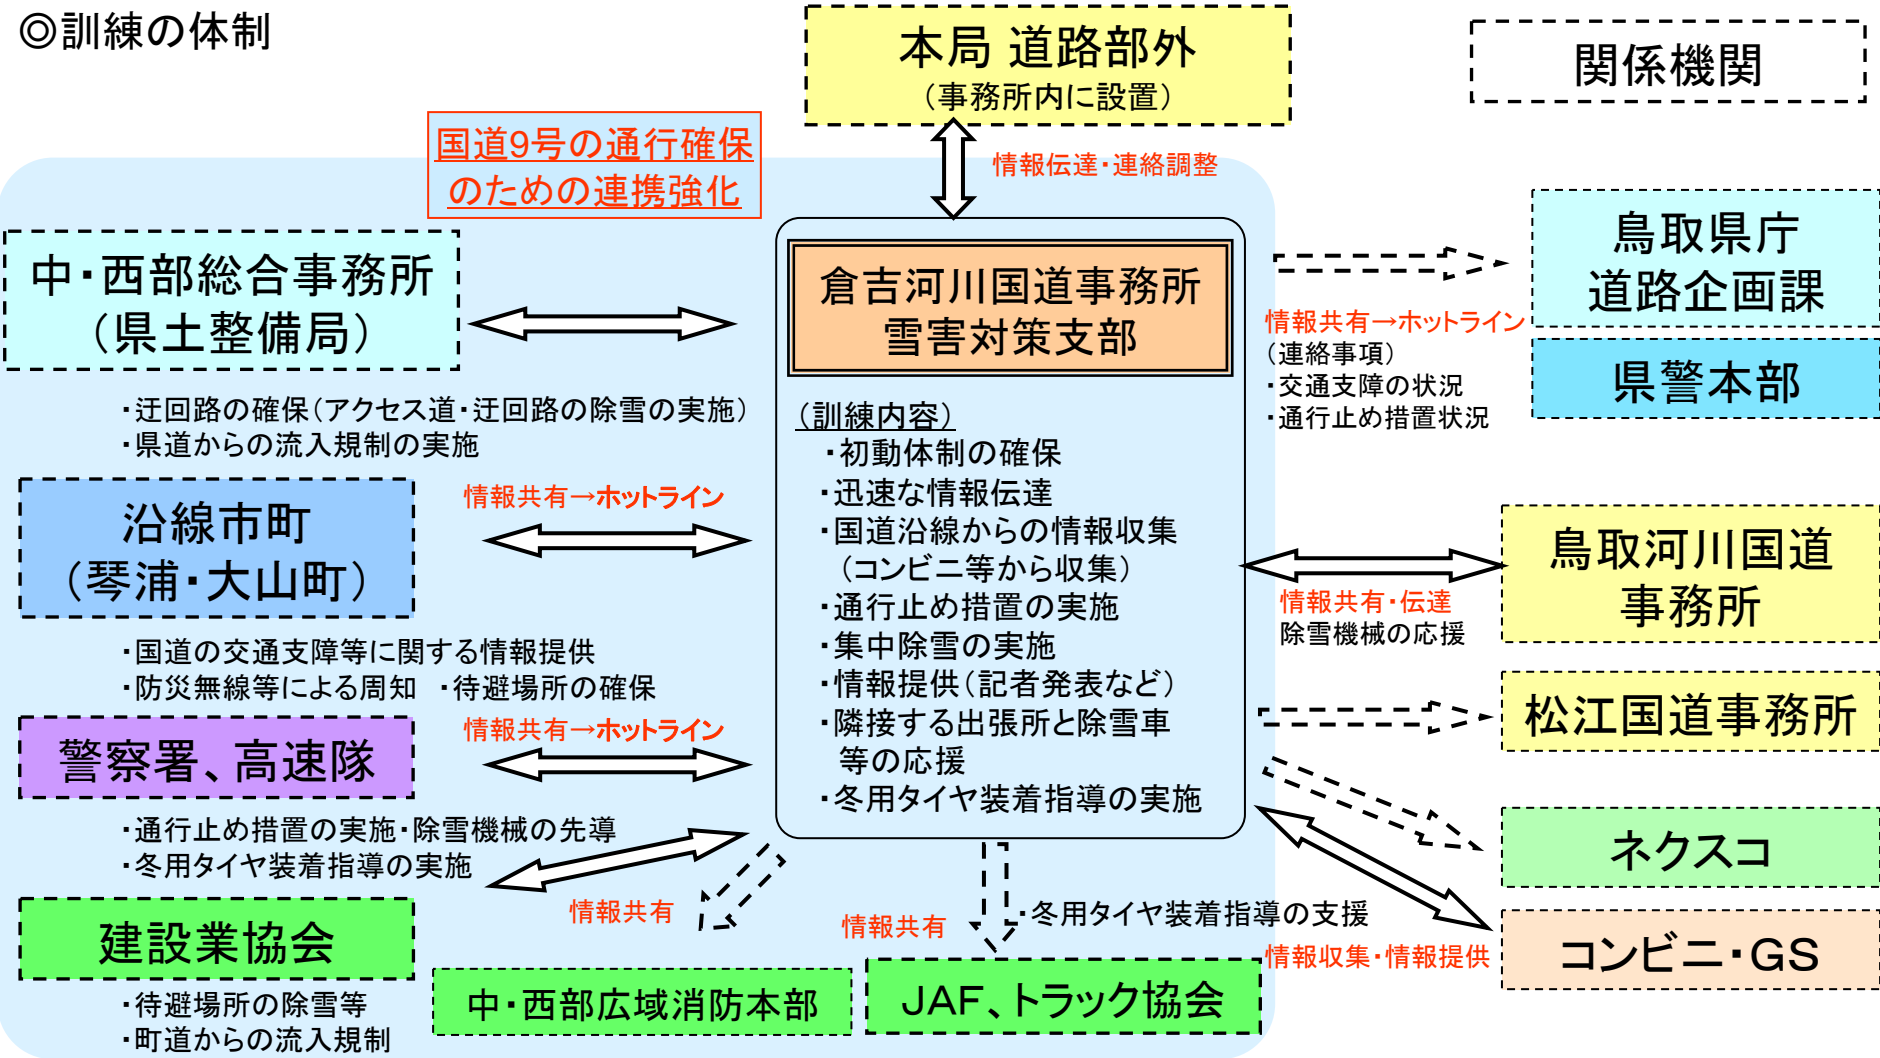 ◎訓練の体制
本局 道路部外
（事務所内に設置）
関係機関
国道9号の通行確保
のための連携強化
情報伝達・連絡調整
中・西部総合事務所
（県土整備局）
倉吉河川国道事務所
雪害対策支部
鳥取県庁
道路企画課
情報共有→ホットライン
（連絡事項）
・交通支障の状況
・通行止め措置状況
県警本部
・迂回路の確保（アクセス道・迂回路の除雪の実施）
・県道からの流入規制の実施
（訓練内容）
・初動体制の確保
・迅速な情報伝達
・国道沿線からの情報収集
（コンビニ等から収集）
・通行止め措置の実施
・集中除雪の実施
・情報提供（記者発表など）
・隣接する出張所と除雪車
等の応援
・冬用タイヤ装着指導の実施
沿線市町
（琴浦・大山町）
情報共有→ホットライン
・国道の交通支障等に関する情報提供
・防災無線等による周知　・待避場所の確保
鳥取河川国道
事務所
情報共有・伝達
除雪機械の応援
松江国道事務所
警察署、高速隊
情報共有→ホットライン
・通行止め措置の実施・除雪機械の先導
・冬用タイヤ装着指導の実施
ネクスコ
建設業協会
・待避場所の除雪等
・町道からの流入規制
情報共有
中・西部広域消防本部
情報共有
・冬用タイヤ装着指導の支援
JAF、トラック協会
情報収集・情報提供
コンビニ・GS